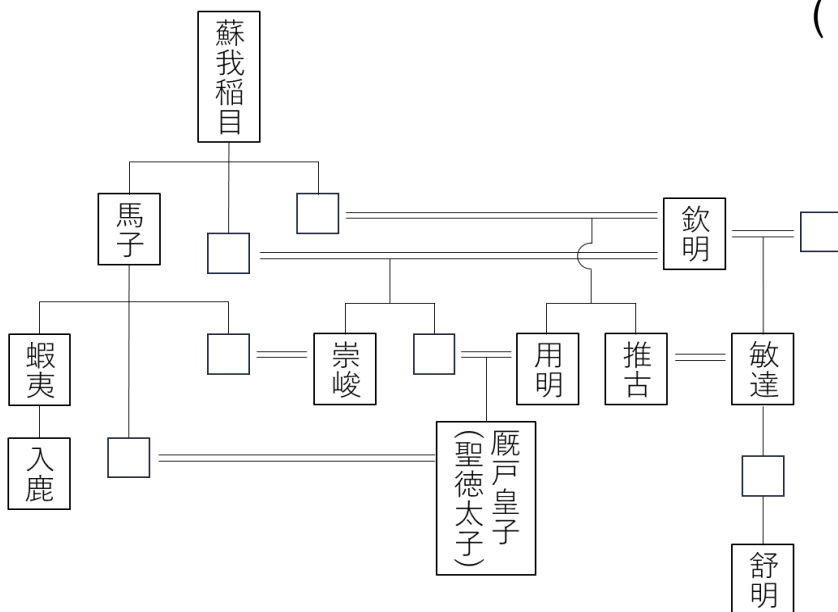 (
蘇我稲目
馬子
欽明
蝦夷
崇峻
用明
推古
敏達
入鹿
厩戸皇子
(聖徳太子)
舒明